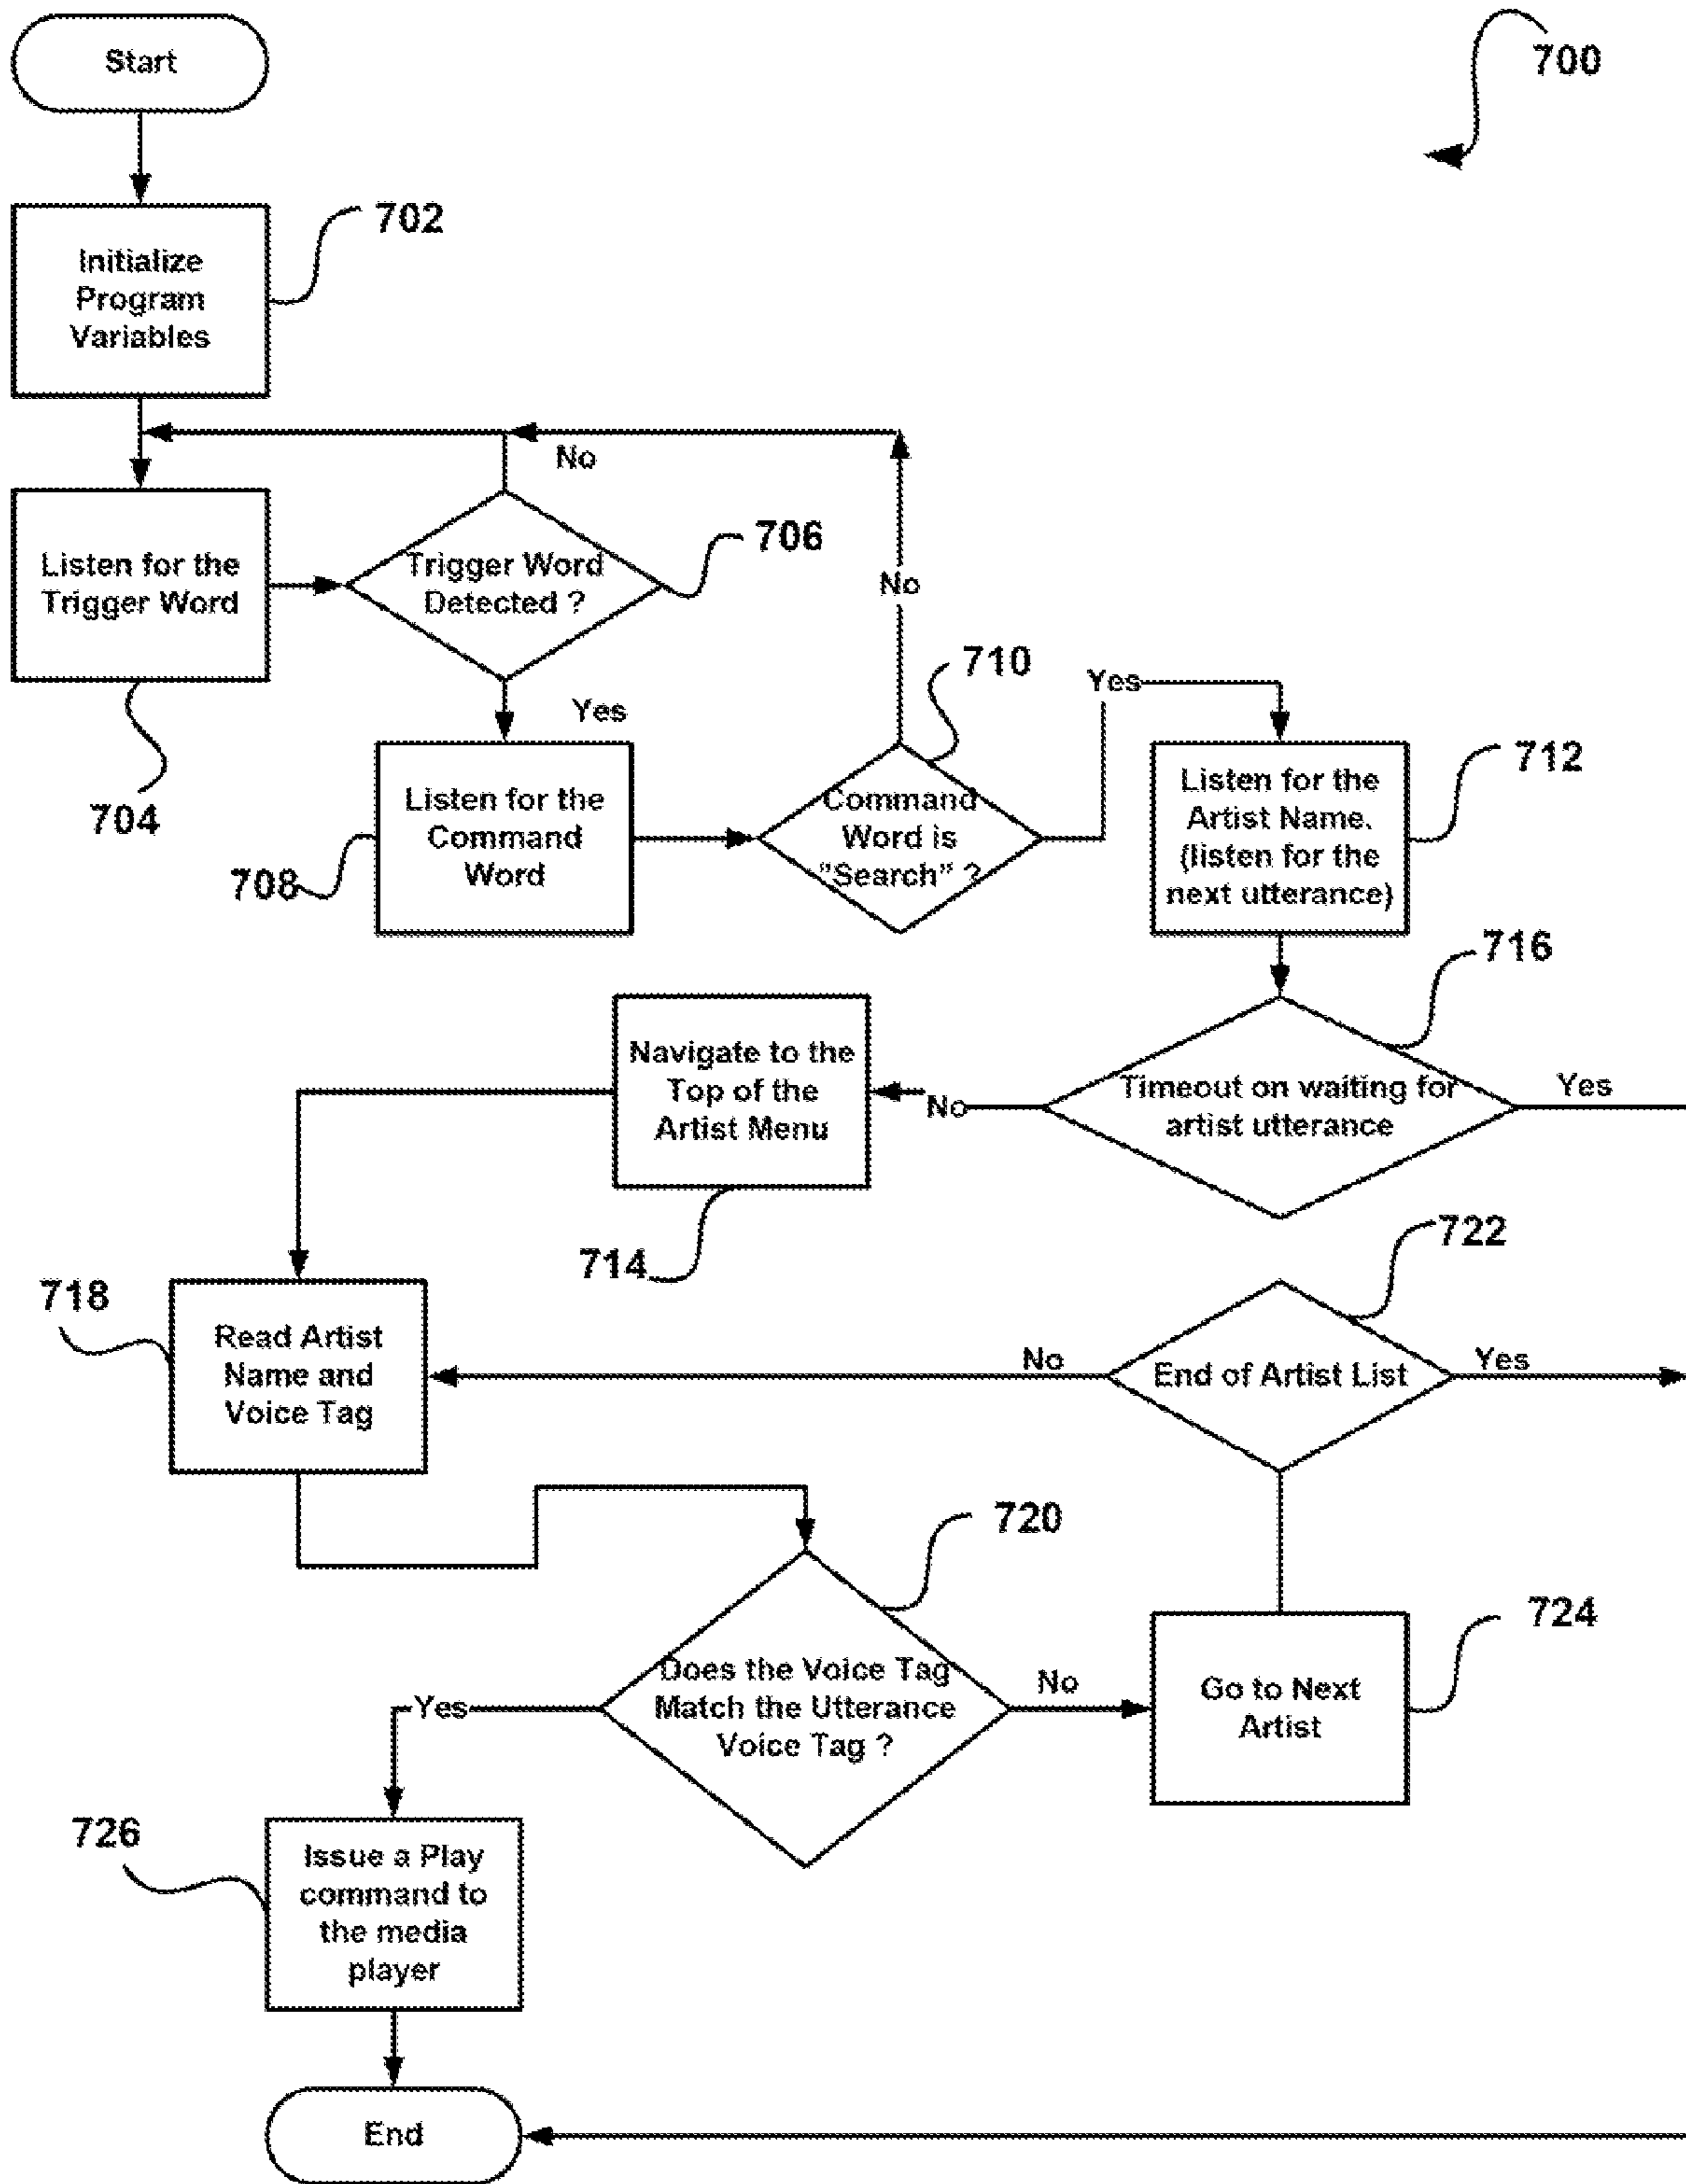 Start
700
702
Initialize
Program
Variables
No
Listen for the
Trigger Word
Trigger Word
Detected ?
706
No
704
Yes
710
Yes
Listen for the
Command
Word
708
Command
Word is
"Search" ?
Listen for the
Artist Name.
(listen for the
next utterance)
712
716
Navigate to the
Top of the
Artist Menu
No
Timeout on waiting for
artist utterance
Yes
714
722
718
Read Artist
Name and
Voice Tag
No
End of Artist List
Yes
720
724
Does the Voice Tag
Match the Utterance
Voice Tag ?
Yes
No
Go to Next
Artist
726
Issue a Play
command to
the media
player
End